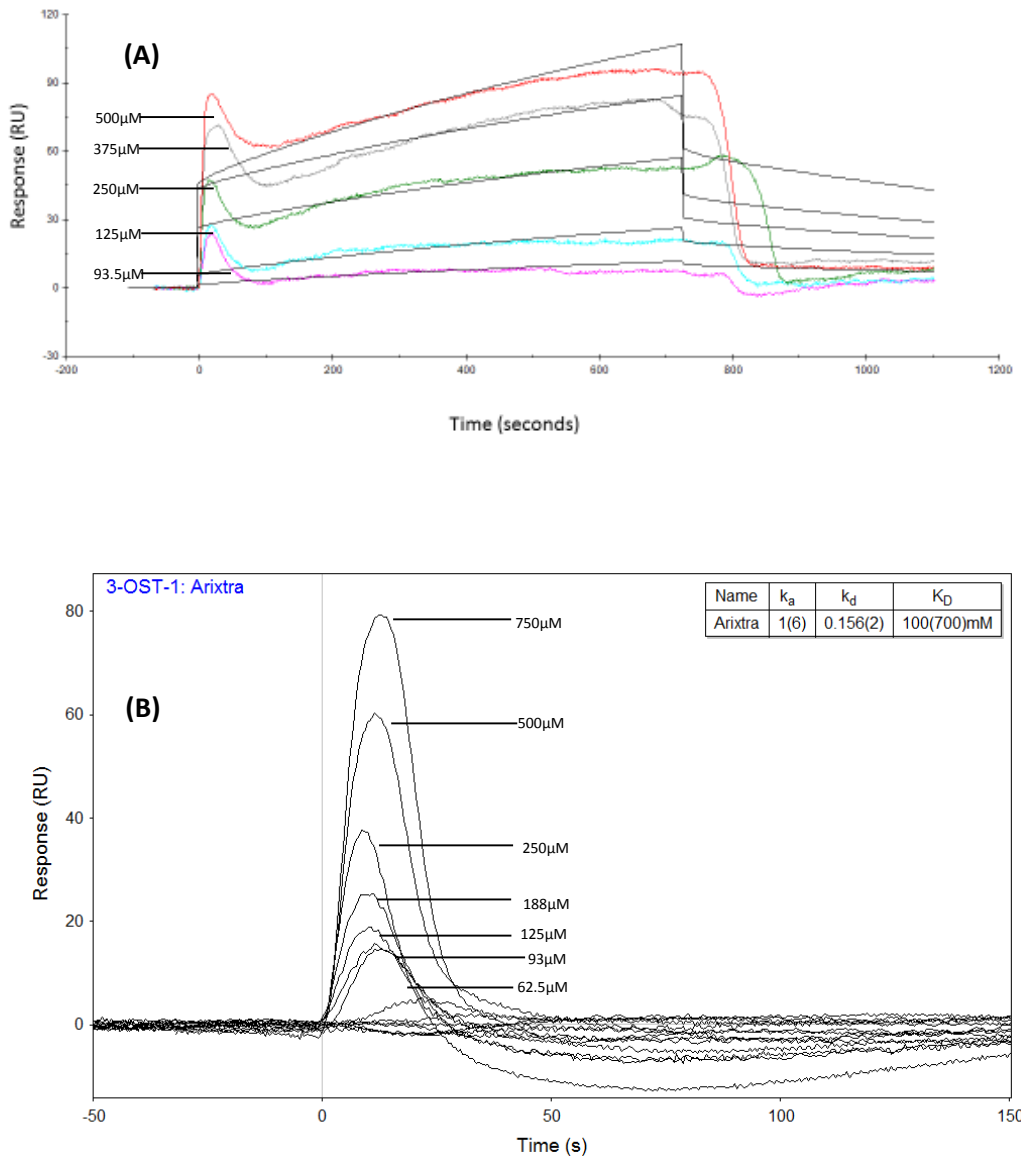 120
(A)
90
500µM
375µM
60
250µM
30
125µM
93.5µM
0
-30
-200 0 200 400 600 800 1000 1200
Response (RU)
Time (seconds)
3-OST-1: Arixtra
Name ka kd KD
Arixtra 1(6) 0.156(2) 100(700)mM
80
750µM
(B)
60
500µM
40
250µM
188µM
20
125µM
93µM
62.5µM
0
-50 0 50 100 150
Response (RU)
Time (s)